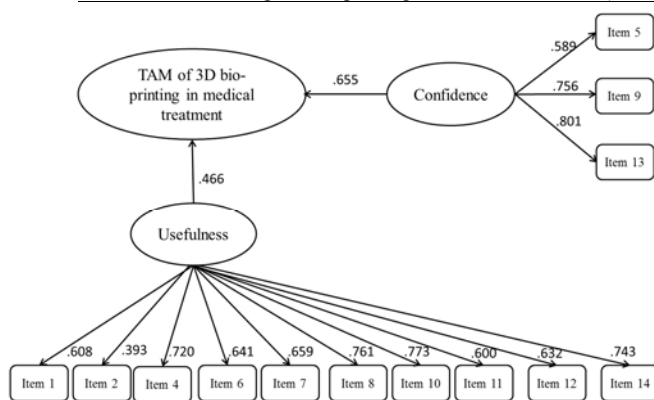 Item 5
.589
TAM of 3D bio-
printing in medical
treatment
.655
Confidence
.756
Item 9
.801
Item 13
.466
Usefulness
.608
.393
.720
.641
.659
.761
.773
.600
.632
.743
Item 1
Item 2
Item 4
Item 6
Item 7
Item 8
Item 10
Item 11
Item 12
Item 14